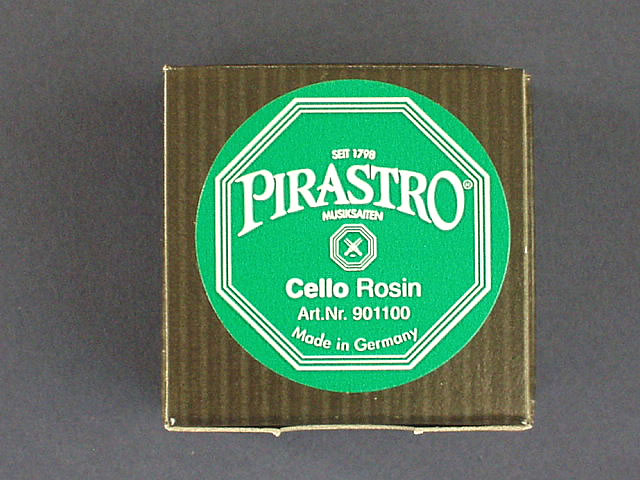 SEIT 1798
PIRASTRO®
MUSIKSAITEN
Cello Rosin
Art.Nr. 901100
Made in Germany